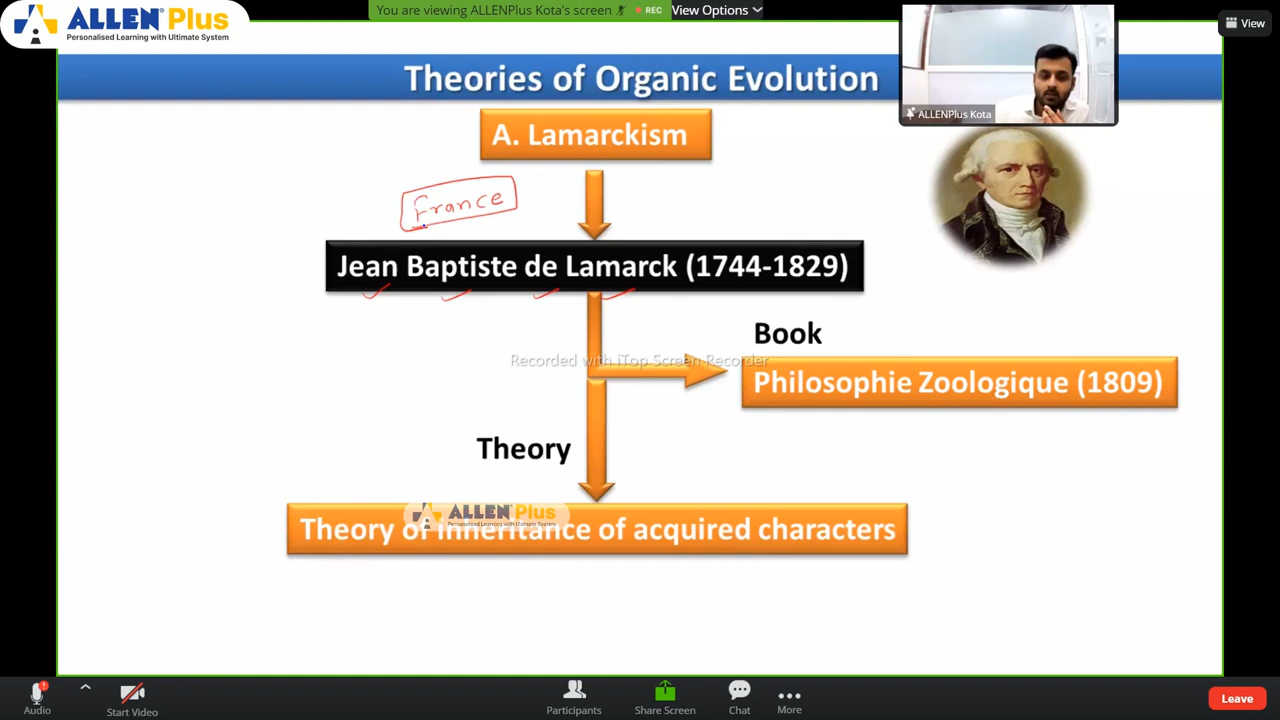 You are viewing ALLENPlus Kota's screen
REC
View Options
View
ALLEN Plus
Personalised Learning with Ultimate System
Theories of Organic Evolution
ALLENPlus Kota
A. Lamarckism
France
Jean Baptiste de Lamarck (1744-1829)
Book
Recorded with iTop Screen Recorder
Philosophie Zoologique (1809)
Theory
ALLEN Plus
Personalised Learning with Ultimate System
Theory of inheritance of acquired characters
Audio
Start Video
Participants
Share Screen
Chat
More
Leave